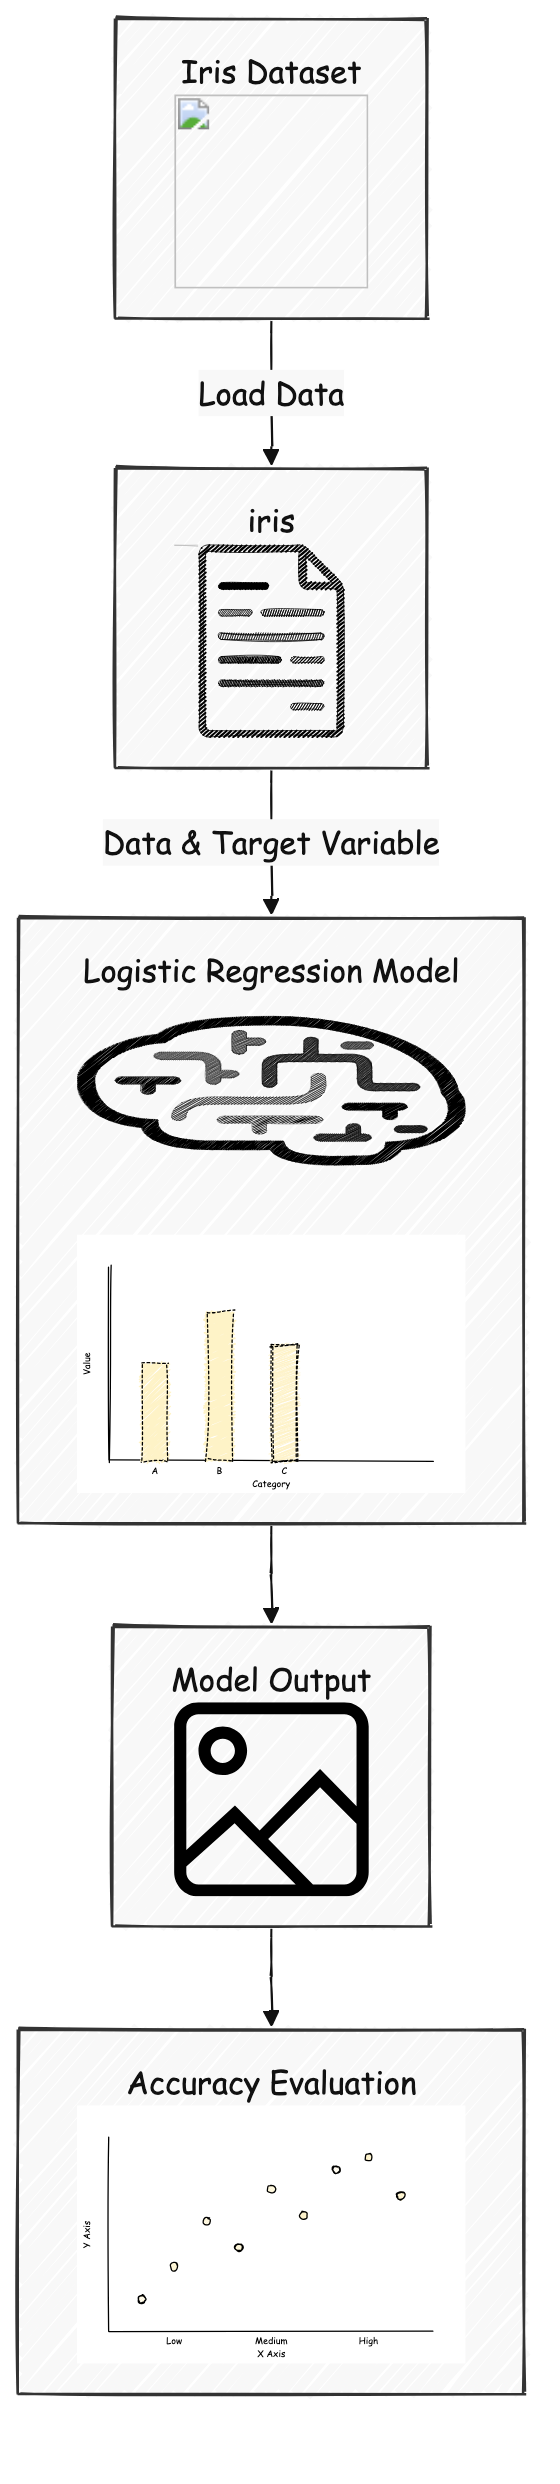 Iris Dataset
Load Data
iris
Data & Target Variable
Logistic Regression Model
Value
A B C
Category
Model Output
Accuracy Evaluation
Y Axis
Low Medium High
X Axis